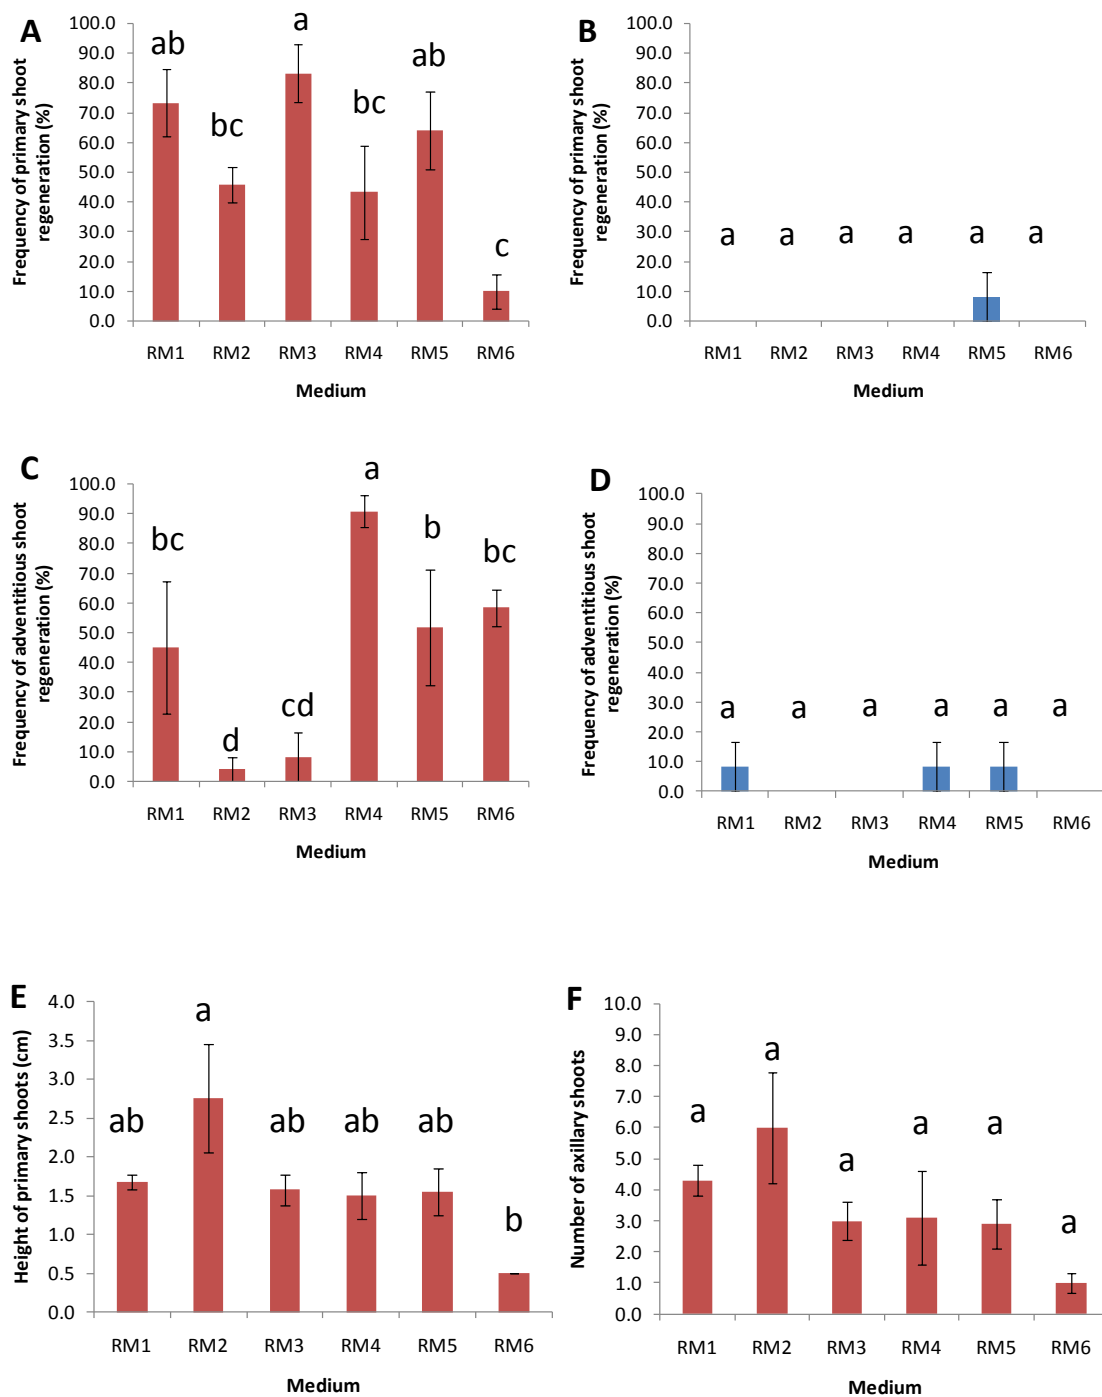 A
Frequency of primary shoot
regeneration (%)
100.0
90.0
80.0
70.0
60.0
50.0
40.0
30.0
20.0
10.0
0.0
ab
bc
a
bc
ab
c
RM1 RM2 RM3 RM4 RM5 RM6
Medium
B
Frequency of primary shoot
regeneration (%)
100.0
90.0
80.0
70.0
60.0
50.0
40.0
30.0
20.0
10.0
0.0
a a a a a a
RM1 RM2 RM3 RM4 RM5 RM6
Medium
C
Frequency of adventitious shoot
regeneration (%)
100.0
90.0
80.0
70.0
60.0
50.0
40.0
30.0
20.0
10.0
0.0
bc
d
cd
a
b
bc
RM1 RM2 RM3 RM4 RM5 RM6
Medium
D
Frequency of adventitious shoot
regeneration (%)
100.0
90.0
80.0
70.0
60.0
50.0
40.0
30.0
20.0
10.0
0.0
a a a a a a
RM1 RM2 RM3 RM4 RM5 RM6
Medium
E
Height of primary shoots (cm)
4.0
3.5
3.0
2.5
2.0
1.5
1.0
0.5
0.0
ab
a
ab
ab
ab
b
RM1 RM2 RM3 RM4 RM5 RM6
Medium
F
Number of axillary shoots
10.0
9.0
8.0
7.0
6.0
5.0
4.0
3.0
2.0
1.0
0.0
a
a
a
a
a
a
RM1 RM2 RM3 RM4 RM5 RM6
Medium